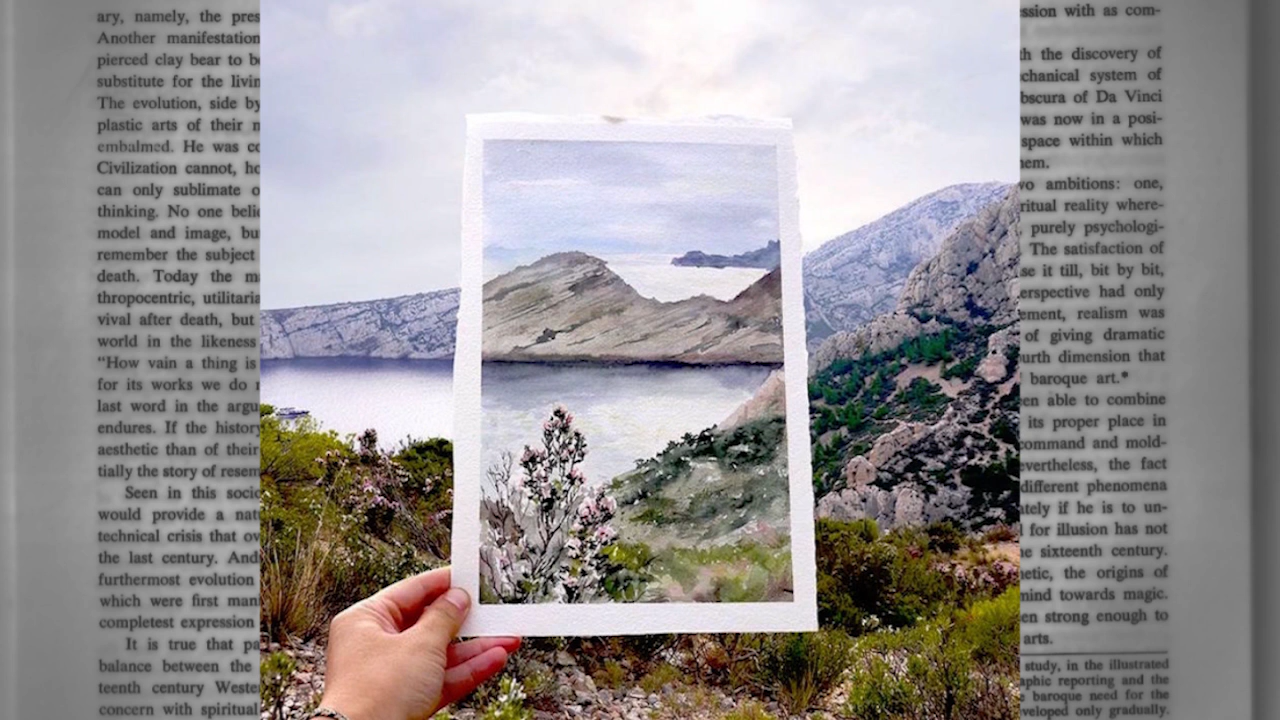 ary, namely, the pres
Another manifestation
pierced clay bear to be
substitute for the livin
The evolution, side by
plastic arts of their n
embalmed. He was co
Civilization cannot, ho
can only sublimate o
thinking. No one belie
model and image, bu
remember the subject
death. Today the m
thropocentric, utilitaria
vival after death, but
world in the likeness
“How vain a thing is
for its works we do
last word in the argu
endures. If the history
aesthetic than of their
tially the story of resem
Seen in this socio
would provide a nat
technical crisis that ov
the last century. And
furthermost evolution
which were first man
completest expression
It is true that pa
balance between the
teenth century Weste
concern with spiritual
ssion with as com-
th the discovery of
chanical system of
bscura of Da Vinci
was now in a posi-
space within which
hem.
vo ambitions: one,
ritual reality where-
purely psychologi-
The satisfaction of
se it till, bit by bit,
erspective had only
ement, realism was
of giving dramatic
urth dimension that
baroque art.*
en able to combine
its proper place in
command and mold-
evertheless, the fact
different phenomena
ately if he is to un-
for illusion has not
he sixteenth century.
netic, the origins of
mind towards magic.
en strong enough to
arts.
study, in the illustrated
aphic reporting and the
e baroque need for the
veloped only gradually.